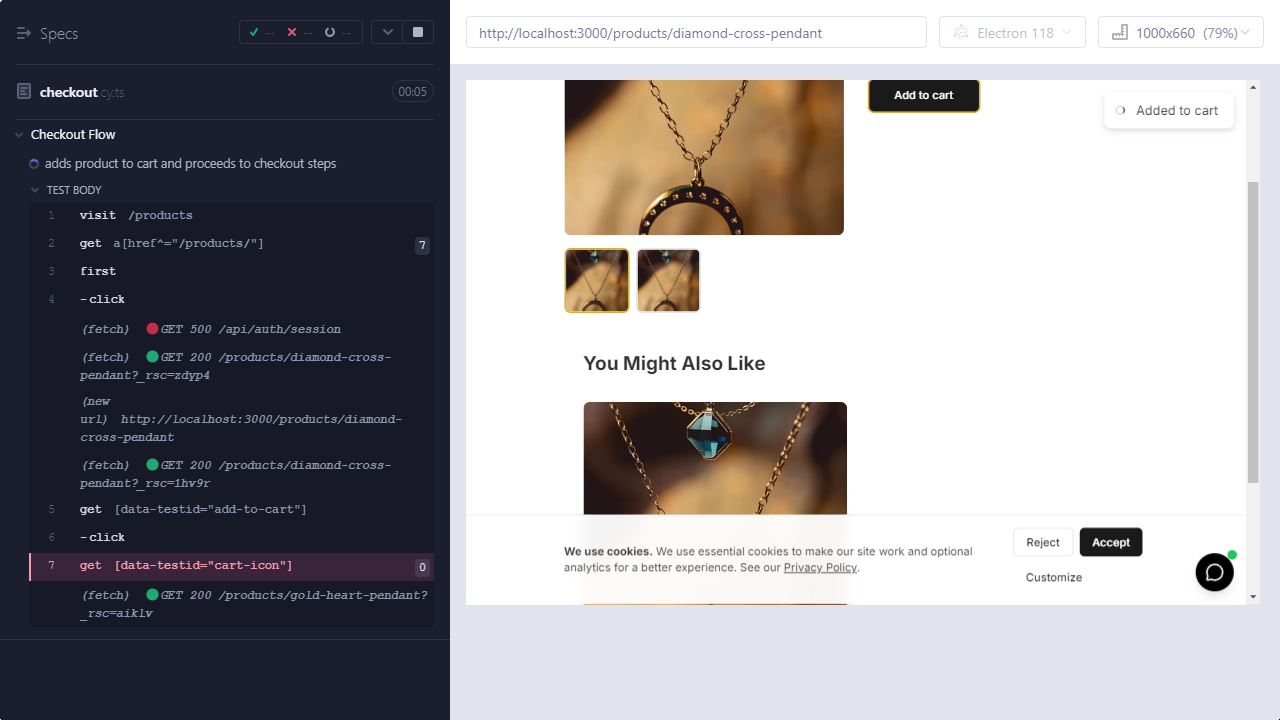 Specs
-- -- --
checkout.cy.ts 00:05
Checkout Flow
adds product to cart and proceeds to checkout steps
TEST BODY
1 visit /products
2 get a[href^="/products/"] 7
3 first
4 -click
(fetch) GET 500 /api/auth/session
(fetch) GET 200 /products/diamond-cross-
pendant?_rsc=zdyp4
(new
url) http://localhost:3000/products/diamond-
cross-pendant
(fetch) GET 200 /products/diamond-cross-
pendant?_rsc=1hv9r
5 get [data-testid="add-to-cart"]
6 -click
7 get [data-testid="cart-icon"] 0
(fetch) GET 200 /products/gold-heart-pendant?
_rsc=aiklv
http://localhost:3000/products/diamond-cross-pendant
Electron 118
1000x660 (79%)
Add to cart
Added to cart
You Might Also Like
We use cookies. We use essential cookies to make our site work and optional
analytics for a better experience. See our Privacy Policy.
Reject
Accept
Customize